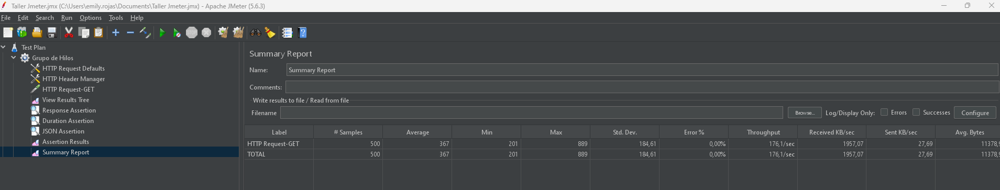 Taller Jmeter.jmx (C:\Users\emily.rojas\Documents\Taller Jmeter.jmx) - Apache JMeter (5.6.3)
File Edit Search Run Options Tools Help
STOP
Test Plan
Grupo de Hilos
HTTP Request Defaults
HTTP Header Manager
HTTP Request-GET
View Results Tree
Response Assertion
Duration Assertion
JSON Assertion
Assertion Results
Summary Report
Summary Report
Name: Summary Report
Comments:
Write results to file / Read from file
Filename Browse... Log/Display Only: Errors Successes Configure
Label # Samples Average Min Max Std. Dev. Error % Throughput Received KB/sec Sent KB/sec Avg. Bytes
HTTP Request-GET 500 367 201 889 184,61 0,00% 176,1/sec 1957,07 27,69 11378,9
TOTAL 500 367 201 889 184,61 0,00% 176,1/sec 1957,07 27,69 11378,9